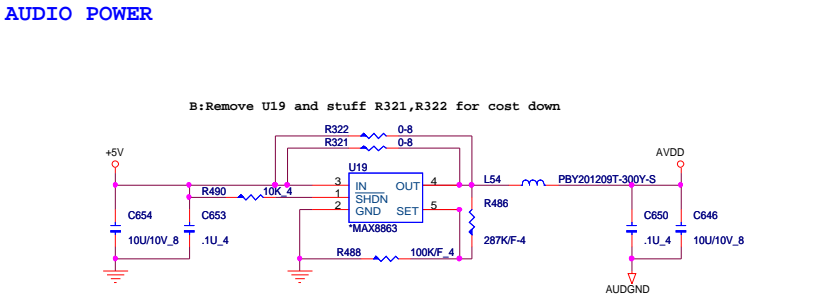 AUDIO POWER
B:Remove U19 and stuff R321,R322 for cost down
R322 0-8
R321 0-8
+5V
AVDD
U19
R490 10K_4
3 IN OUT 4
1 SHDN
2 GND SET 5
*MAX8863
L54 PBY201209T-300Y-S
R486
287K/F-4
C654
10U/10V_8
C653
.1U_4
C650
.1U_4
C646
10U/10V_8
R488 100K/F_4
AUDGND